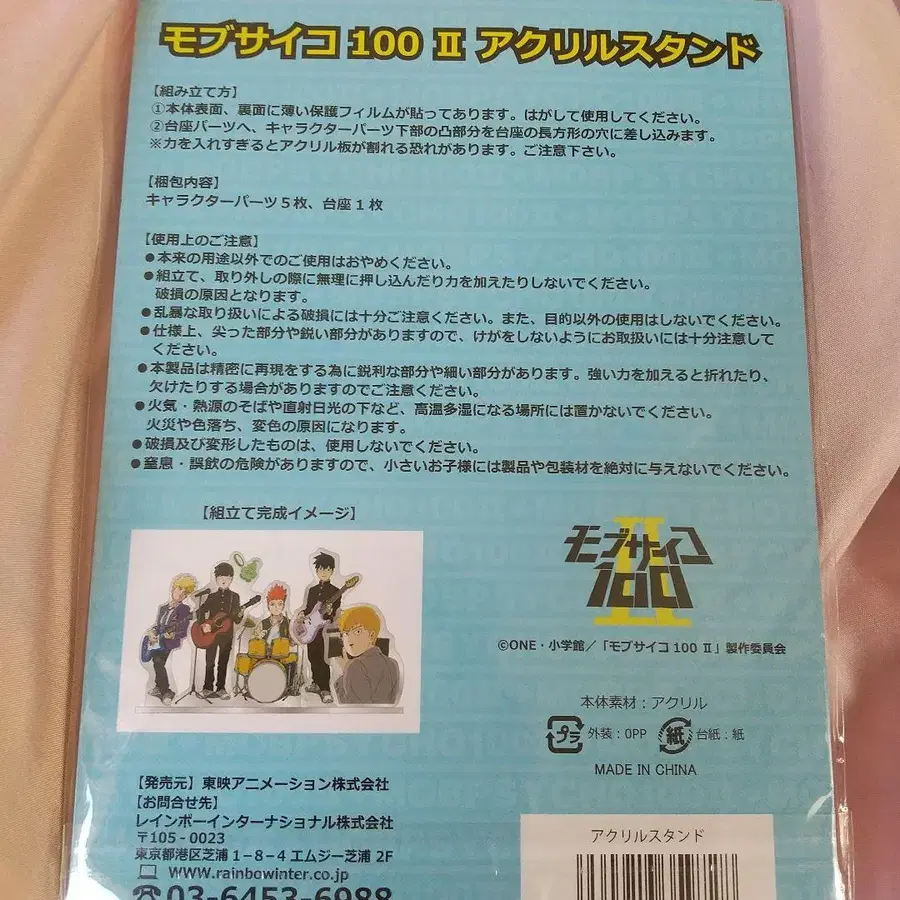 モブサイコ 100 Ⅱ アクリルスタンド
【組み立て方】
①本体表面、裏面に薄い保護フィルムが貼ってあります。はがして使用してください。
②台座パーツへ、キャラクターパーツ下部の凸部分を台座の長方形の穴に差し込みます。
※力を入れすぎるとアクリル板が割れる恐れがあります。ご注意下さい。
【梱包内容】
キャラクターパーツ5枚、台座1枚
【使用上のご注意】
●本来の用途以外でのご使用はおやめください。
●組立て、取り外しの際に無理に押し込んだり力を加えたりしないでください。
破損の原因となります。
●乱暴な取り扱いによる破損には十分ご注意ください。また、目的以外の使用はしないでください。
●仕様上、尖った部分や鋭い部分がありますので、けがをしないようにお取扱いには十分注意して
ください。
●本製品は精密に再現をする為に鋭利な部分や細い部分があります。強い力を加えると折れたり、
欠けたりする場合がありますのでご注意ください。
●火気・熱源のそばや直射日光の下など、高温多湿になる場所には置かないでください。
火災や色落ち、変色の原因になります。
●破損及び変形したものは、使用しないでください。
●窒息・誤飲の危険がありますので、小さいお子様には製品や包装材を絶対に与えないでください。
【組立て完成イメージ】
モブサイコ
100
Ⅱ
©ONE・小学館／「モブサイコ 100 Ⅱ」製作委員会
本体素材：アクリル
プラ 外装：OPP 紙 台紙：紙
MADE IN CHINA
【発売元】東映アニメーション株式会社
【お問合せ先】
レインボーインターナショナル株式会社
〒105-0023
東京都港区芝浦 1-8-4 エムジー芝浦 2F
www.rainbowinter.co.jp
☎03-6453-6988
アクリルスタンド